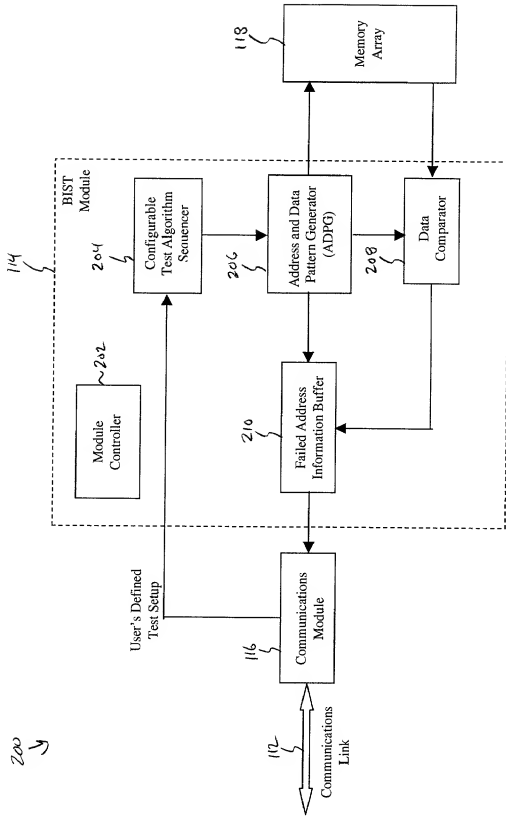 200
114
BIST
Module
Module
Controller
202
204
Configurable
Test Algorithm
Sequencer
118
Memory
Array
206
Address and Data
Pattern Generator
(ADPG)
208
Data
Comparator
210
Failed Address
Information Buffer
User's Defined
Test Setup
116
Communications
Module
112
Communications
Link